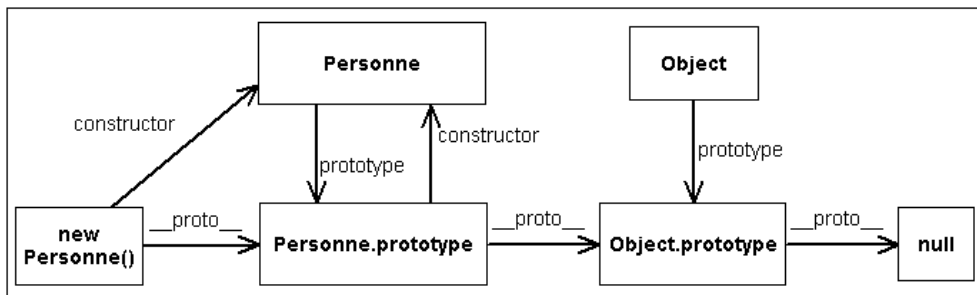 Personne
Object
constructor
constructor
prototype
prototype
new
Personne()
__proto__
Personne.prototype
__proto__
Object.prototype
__proto__
null